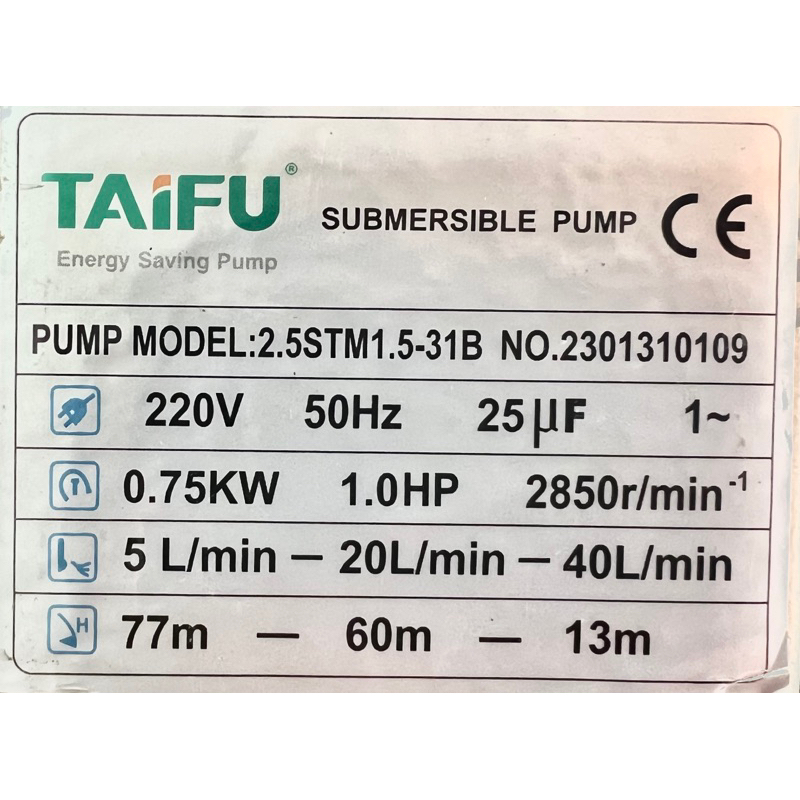 TAIFU®
SUBMERSIBLE PUMP CE
Energy Saving Pump
PUMP MODEL:2.5STM1.5-31B NO.2301310109
220V 50Hz 25µF 1~
0.75KW 1.0HP 2850r/min⁻¹
5 L/min — 20L/min — 40L/min
H 77m — 60m — 13m